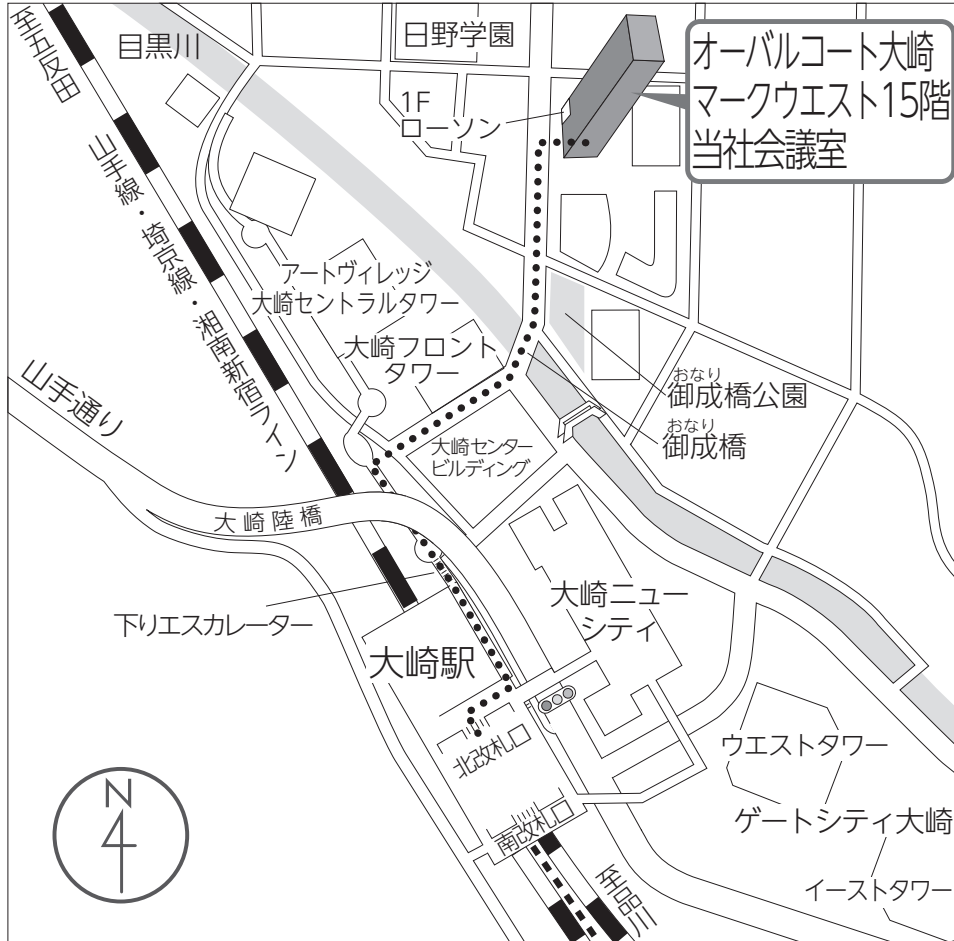 至五反田
目黒川
日野学園
オーバルコート大崎
マークウエスト15階
当社会議室
1F
ローソン
山手線・埼京線・湘南新宿ライン
アートヴィレッジ
大崎セントラルタワー
大崎フロント
タワー
山手通り
おなり
御成橋公園
おなり
御成橋
大崎センター
ビルディング
大崎陸橋
下りエスカレーター
大崎ニュー
シティ
大崎駅
北改札口
南改札口
ウエストタワー
ゲートシティ大崎
イーストタワー
至品川
N